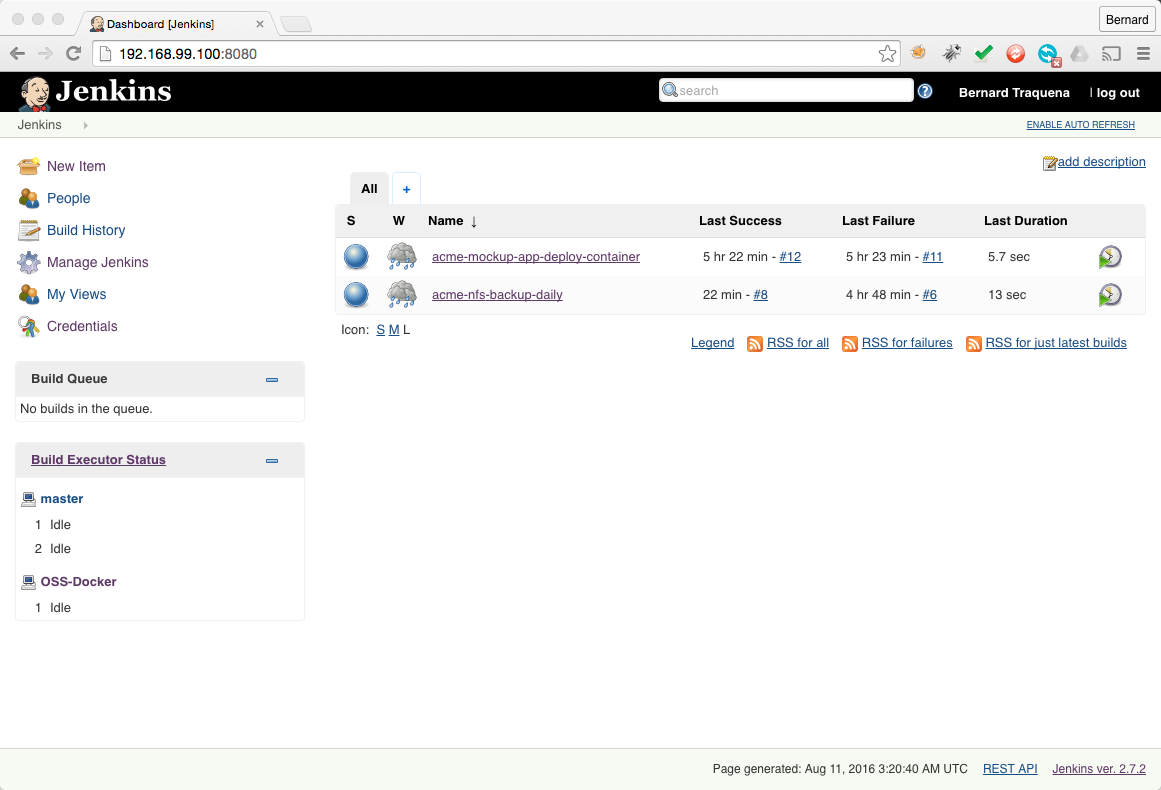 Dashboard [Jenkins]
Bernard
192.168.99.100:8080
Jenkins
search
Bernard Traquena | log out
Jenkins
ENABLE AUTO REFRESH
New Item
People
Build History
Manage Jenkins
My Views
Credentials
add description
All +
S W Name ↓ Last Success Last Failure Last Duration
acme-mockup-app-deploy-container 5 hr 22 min - #12 5 hr 23 min - #11 5.7 sec
acme-nfs-backup-daily 22 min - #8 4 hr 48 min - #6 13 sec
Icon: S M L
Legend RSS for all RSS for failures RSS for just latest builds
Build Queue
No builds in the queue.
Build Executor Status
master
1 Idle
2 Idle
OSS-Docker
1 Idle
Page generated: Aug 11, 2016 3:20:40 AM UTC REST API Jenkins ver. 2.7.2